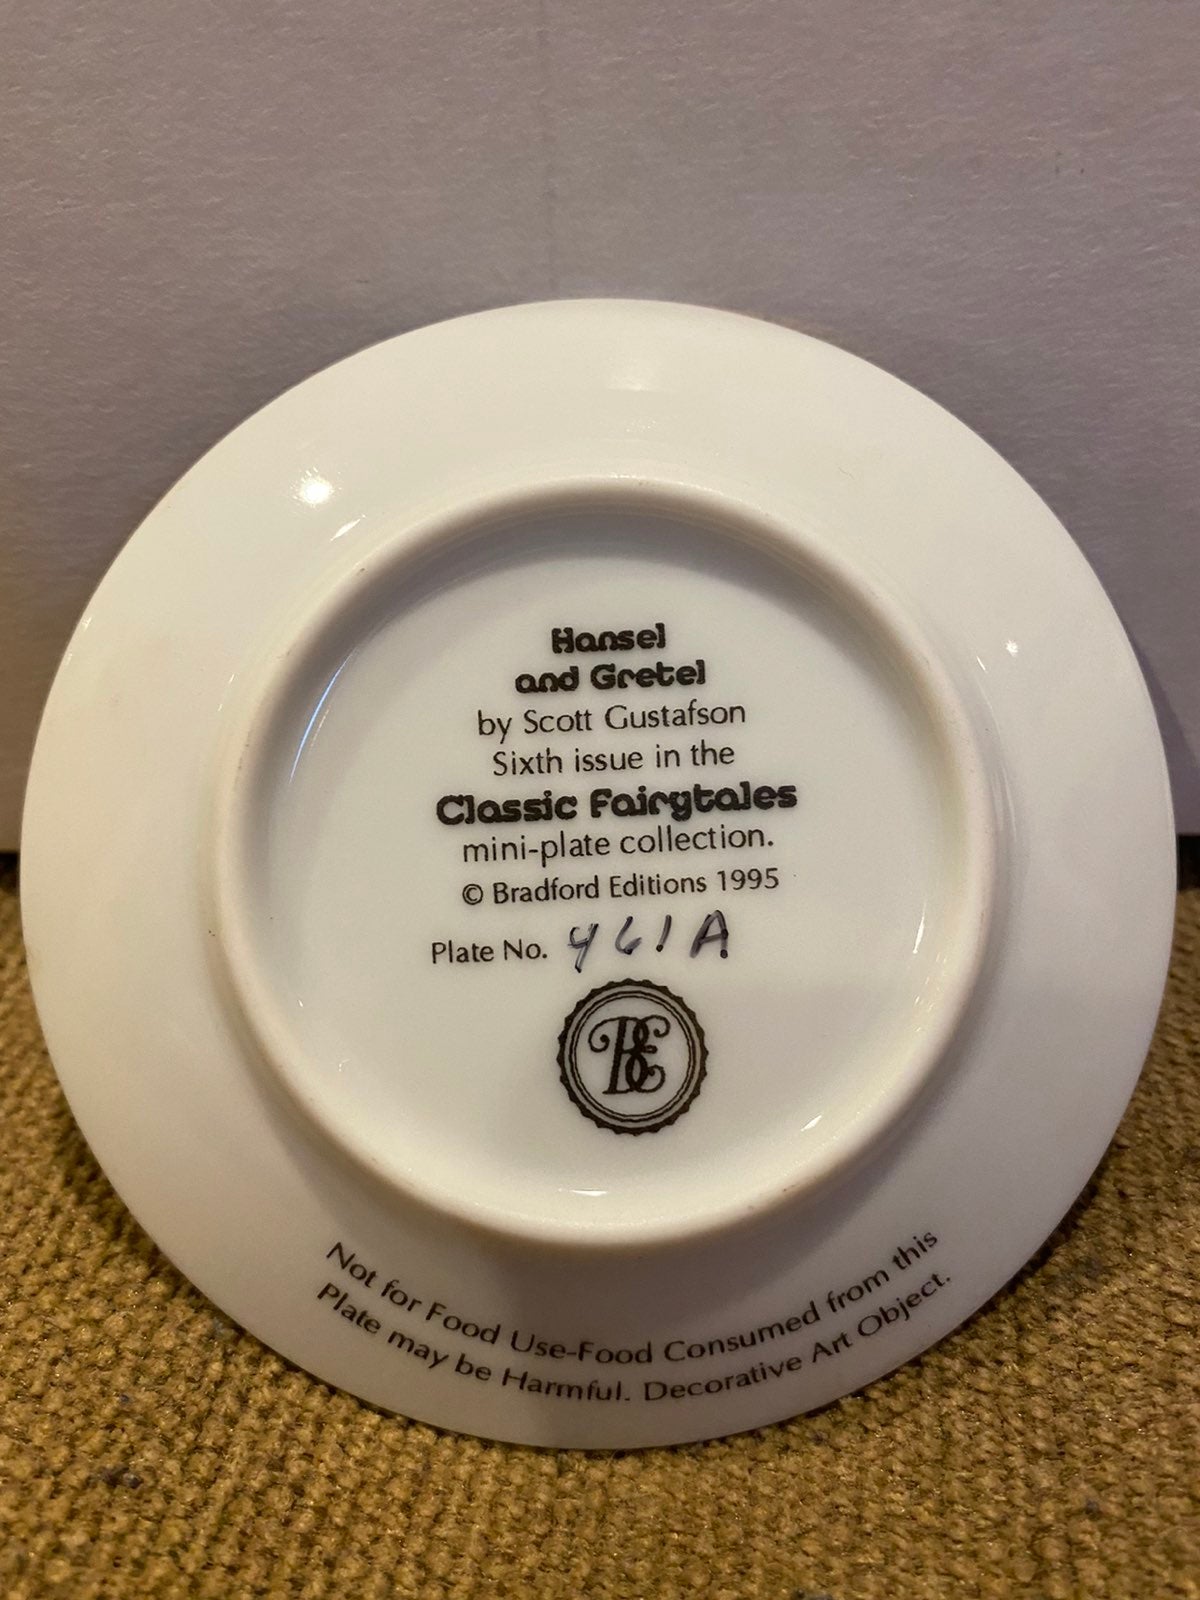 Hansel
and Gretel
by Scott Gustafson
Sixth issue in the
Classic Fairytales
mini-plate collection.
© Bradford Editions 1995
Plate No. 461A
BE
Not for Food Use-Food Consumed from this
Plate may be Harmful. Decorative Art Object.